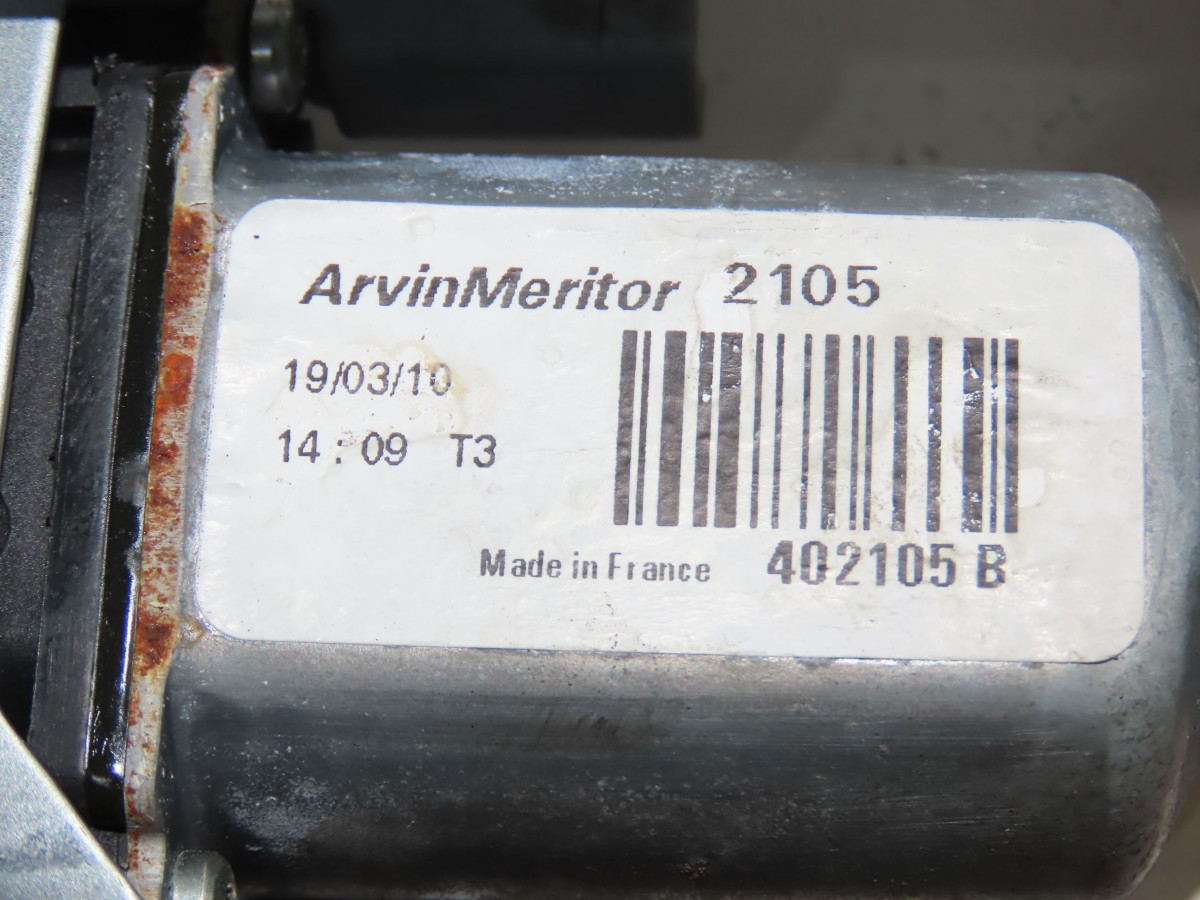 ArvinMeritor 2105
19/03/10
14:09 T3
Made in France 402105 B